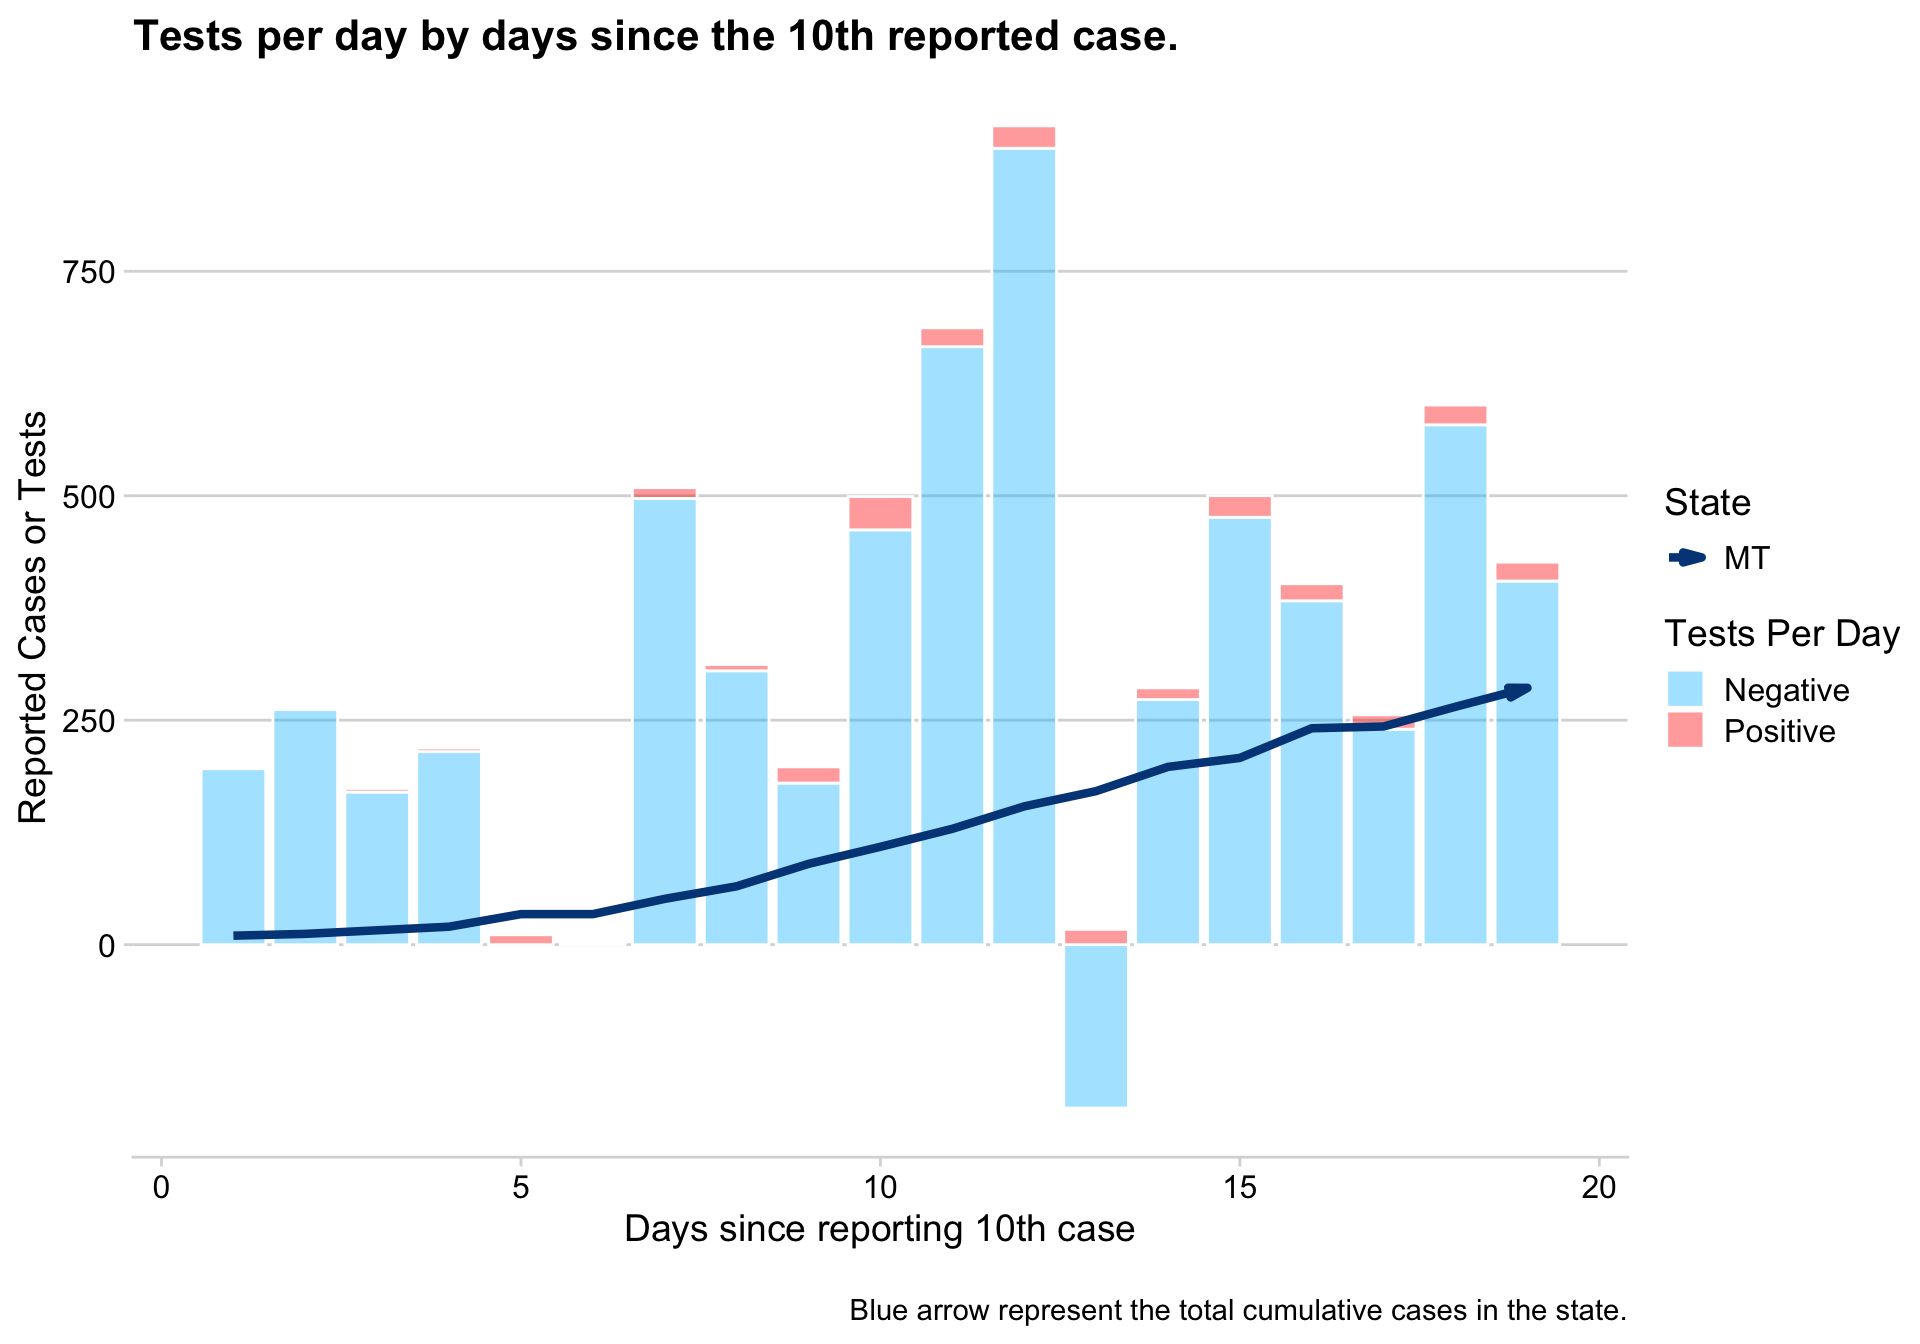 Tests per day by days since the 10th reported case.
Reported Cases or Tests
750
500
250
0
0
5
10
15
20
Days since reporting 10th case
State
MT
Tests Per Day
Negative
Positive
Blue arrow represent the total cumulative cases in the state.